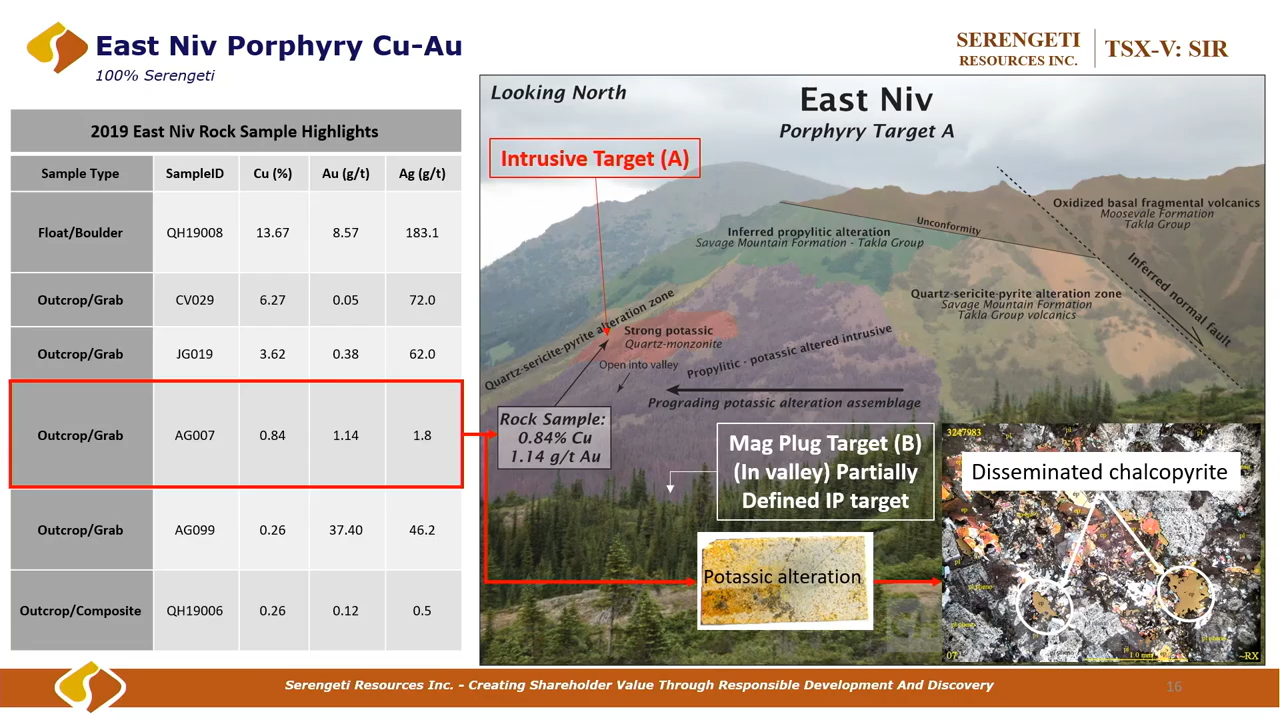 East Niv Porphyry Cu-Au
100% Serengeti
SERENGETI
RESOURCES INC.
TSX-V: SIR
2019 East Niv Rock Sample Highlights
Sample Type SampleID Cu (%) Au (g/t) Ag (g/t)
Float/Boulder QH19008 13.67 8.57 183.1
Outcrop/Grab CV029 6.27 0.05 72.0
Outcrop/Grab JG019 3.62 0.38 62.0
Outcrop/Grab AG007 0.84 1.14 1.8
Outcrop/Grab AG099 0.26 37.40 46.2
Outcrop/Composite QH19006 0.26 0.12 0.5
Looking North
East Niv
Porphyry Target A
Intrusive Target (A)
Oxidized basal fragmental volcanics
Moosevale Formation
Takla Group
Unconformity
Inferred propylitic alteration
Savage Mountain Formation - Takla Group
Inferred normal fault
Quartz-sericite-pyrite alteration zone
Savage Mountain Formation
Takla Group volcanics
Quartz-sericite-pyrite alteration zone
Strong potassic
Quartz-monzonite
Open into valley
Propylitic - potassic altered intrusive
Prograding potassic alteration assemblage
Rock Sample:
0.84% Cu
1.14 g/t Au
Mag Plug Target (B)
(In valley) Partially
Defined IP target
3247983
Disseminated chalcopyrite
Potassic alteration
07
1.0 mm
~RX
Serengeti Resources Inc. - Creating Shareholder Value Through Responsible Development And Discovery
16